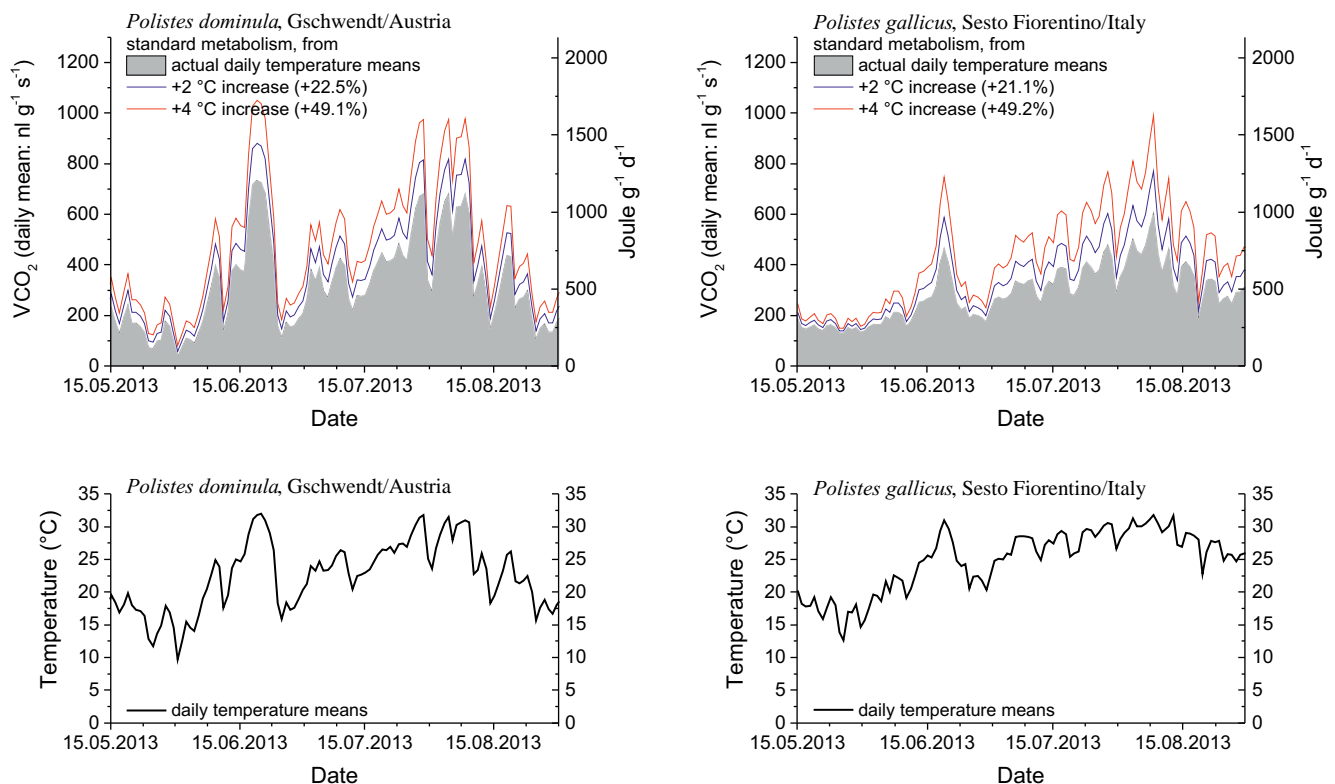 Polistes dominula, Gschwendt/Austria
standard metabolism, from
actual daily temperature means
+2 °C increase (+22.5%)
+4 °C increase (+49.1%)
VCO₂ (daily mean: nl g⁻¹ s⁻¹)
1200
1000
800
600
400
200
0
2000
1500
1000
500
0
Joule g⁻¹ d⁻¹
15.05.2013 15.06.2013 15.07.2013 15.08.2013
Date
Polistes gallicus, Sesto Fiorentino/Italy
standard metabolism, from
actual daily temperature means
+2 °C increase (+21.1%)
+4 °C increase (+49.2%)
VCO₂ (daily mean: nl g⁻¹ s⁻¹)
1200
1000
800
600
400
200
0
2000
1500
1000
500
0
Joule g⁻¹ d⁻¹
15.05.2013 15.06.2013 15.07.2013 15.08.2013
Date
Polistes dominula, Gschwendt/Austria
Temperature (°C)
35
30
25
20
15
10
5
0
35
30
25
20
15
10
5
0
daily temperature means
15.05.2013 15.06.2013 15.07.2013 15.08.2013
Date
Polistes gallicus, Sesto Fiorentino/Italy
Temperature (°C)
35
30
25
20
15
10
5
0
35
30
25
20
15
10
5
0
daily temperature means
15.05.2013 15.06.2013 15.07.2013 15.08.2013
Date